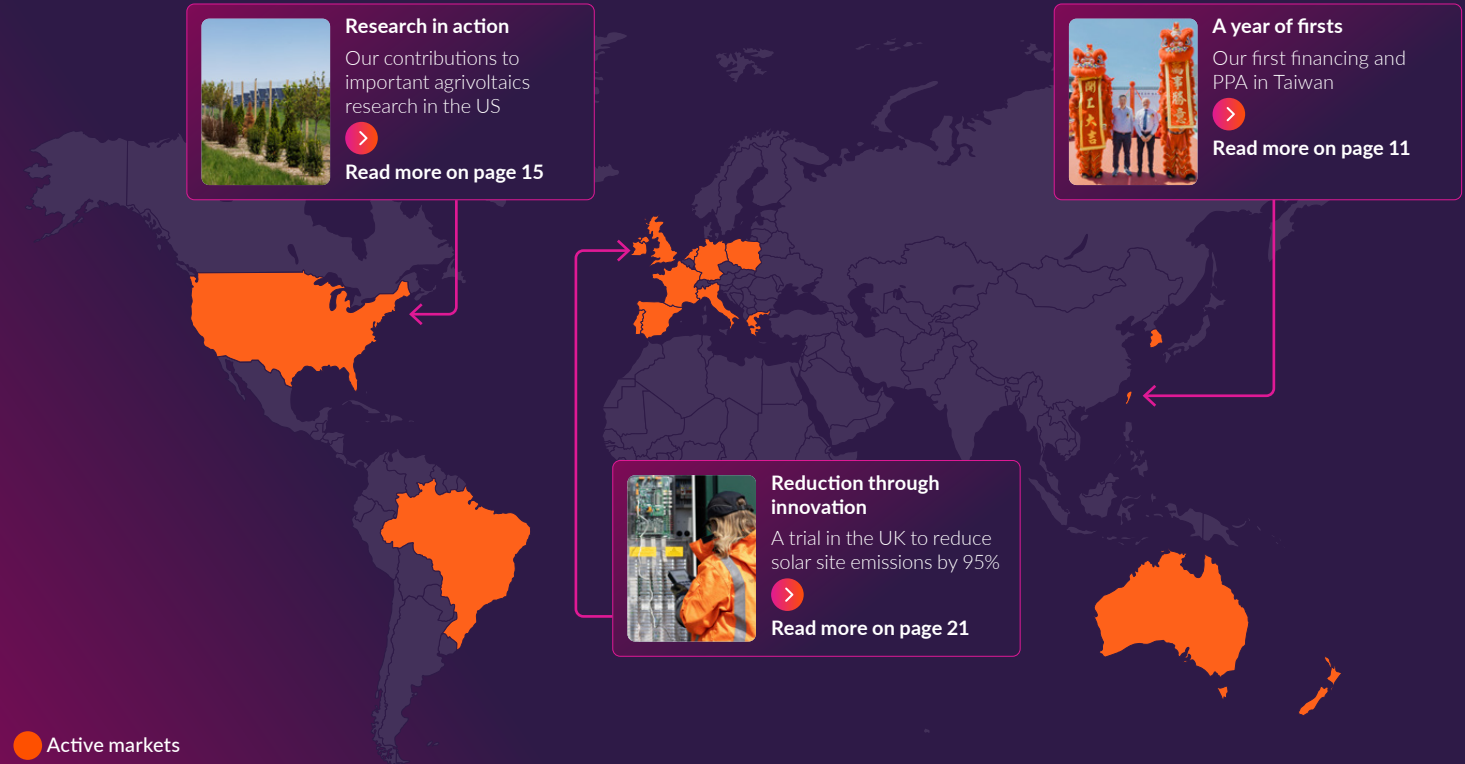 Research in action
Our contributions to
important agrivoltaics
research in the US
Read more on page 15
A year of firsts
Our first financing and
PPA in Taiwan
Read more on page 11
Reduction through
innovation
A trial in the UK to reduce
solar site emissions by 95%
Read more on page 21
Active markets